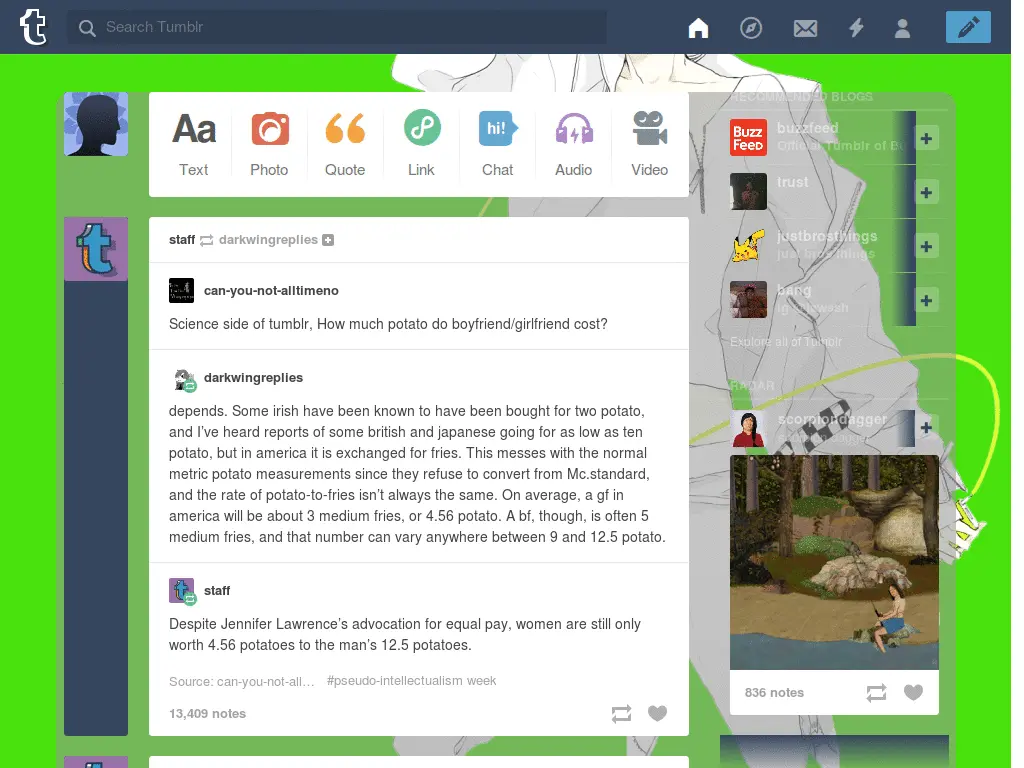 Search Tumblr
Aa
hi!
Text
Photo
Quote
Link
Chat
Audio
Video
staff darkwingreplies
can-you-not-alltimeno
Science side of tumblr, How much potato do boyfriend/girlfriend cost?
darkwingreplies
depends. Some irish have been known to have been bought for two potato,
and I’ve heard reports of some british and japanese going for as low as ten
potato, but in america it is exchanged for fries. This messes with the normal
metric potato measurements since they refuse to convert from Mc.standard,
and the rate of potato-to-fries isn’t always the same. On average, a gf in
america will be about 3 medium fries, or 4.56 potato. A bf, though, is often 5
medium fries, and that number can vary anywhere between 9 and 12.5 potato.
staff
Despite Jennifer Lawrence’s advocation for equal pay, women are still only
worth 4.56 potatoes to the man’s 12.5 potatoes.
Source: can-you-not-all… #pseudo-intellectualism week
13,409 notes
RECOMMENDED BLOGS
Buzz
Feed
buzzfeed
Official Tumblr of
trust
justbrosthings
just bros things
bang
Explore all of Tumblr
RADAR
scorpiondagger
836 notes